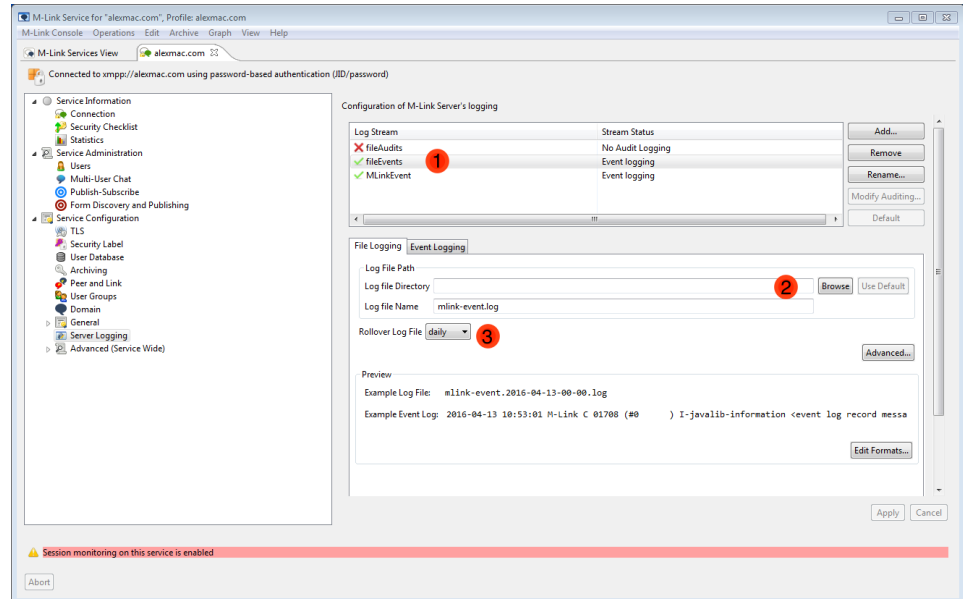 M-Link Service for "alexmac.com", Profile: alexmac.com
M-Link Console Operations Edit Archive Graph View Help
M-Link Services View alexmac.com
Connected to xmpp://alexmac.com using password-based authentication (JID/password)
Service Information
Connection
Security Checklist
Statistics
Service Administration
Users
Multi-User Chat
Publish-Subscribe
Form Discovery and Publishing
Service Configuration
TLS
Security Label
User Database
Archiving
Peer and Link
User Groups
Domain
General
Server Logging
Advanced (Service Wide)
Configuration of M-Link Server's logging
Log Stream Stream Status
fileAudits No Audit Logging
fileEvents 1 Event logging
MLinkEvent Event logging
Add...
Remove
Rename...
Modify Auditing...
Default
File Logging Event Logging
Log File Path
Log file Directory 2 Browse Use Default
Log file Name mlink-event.log
Rollover Log File daily 3
Advanced...
Preview
Example Log File: mlink-event.2016-04-13-00-00.log
Example Event Log: 2016-04-13 10:53:01 M-Link C 01708 (#0 ) I-javalib-information <event log record messa
Edit Formats...
Apply Cancel
Session monitoring on this service is enabled
Abort